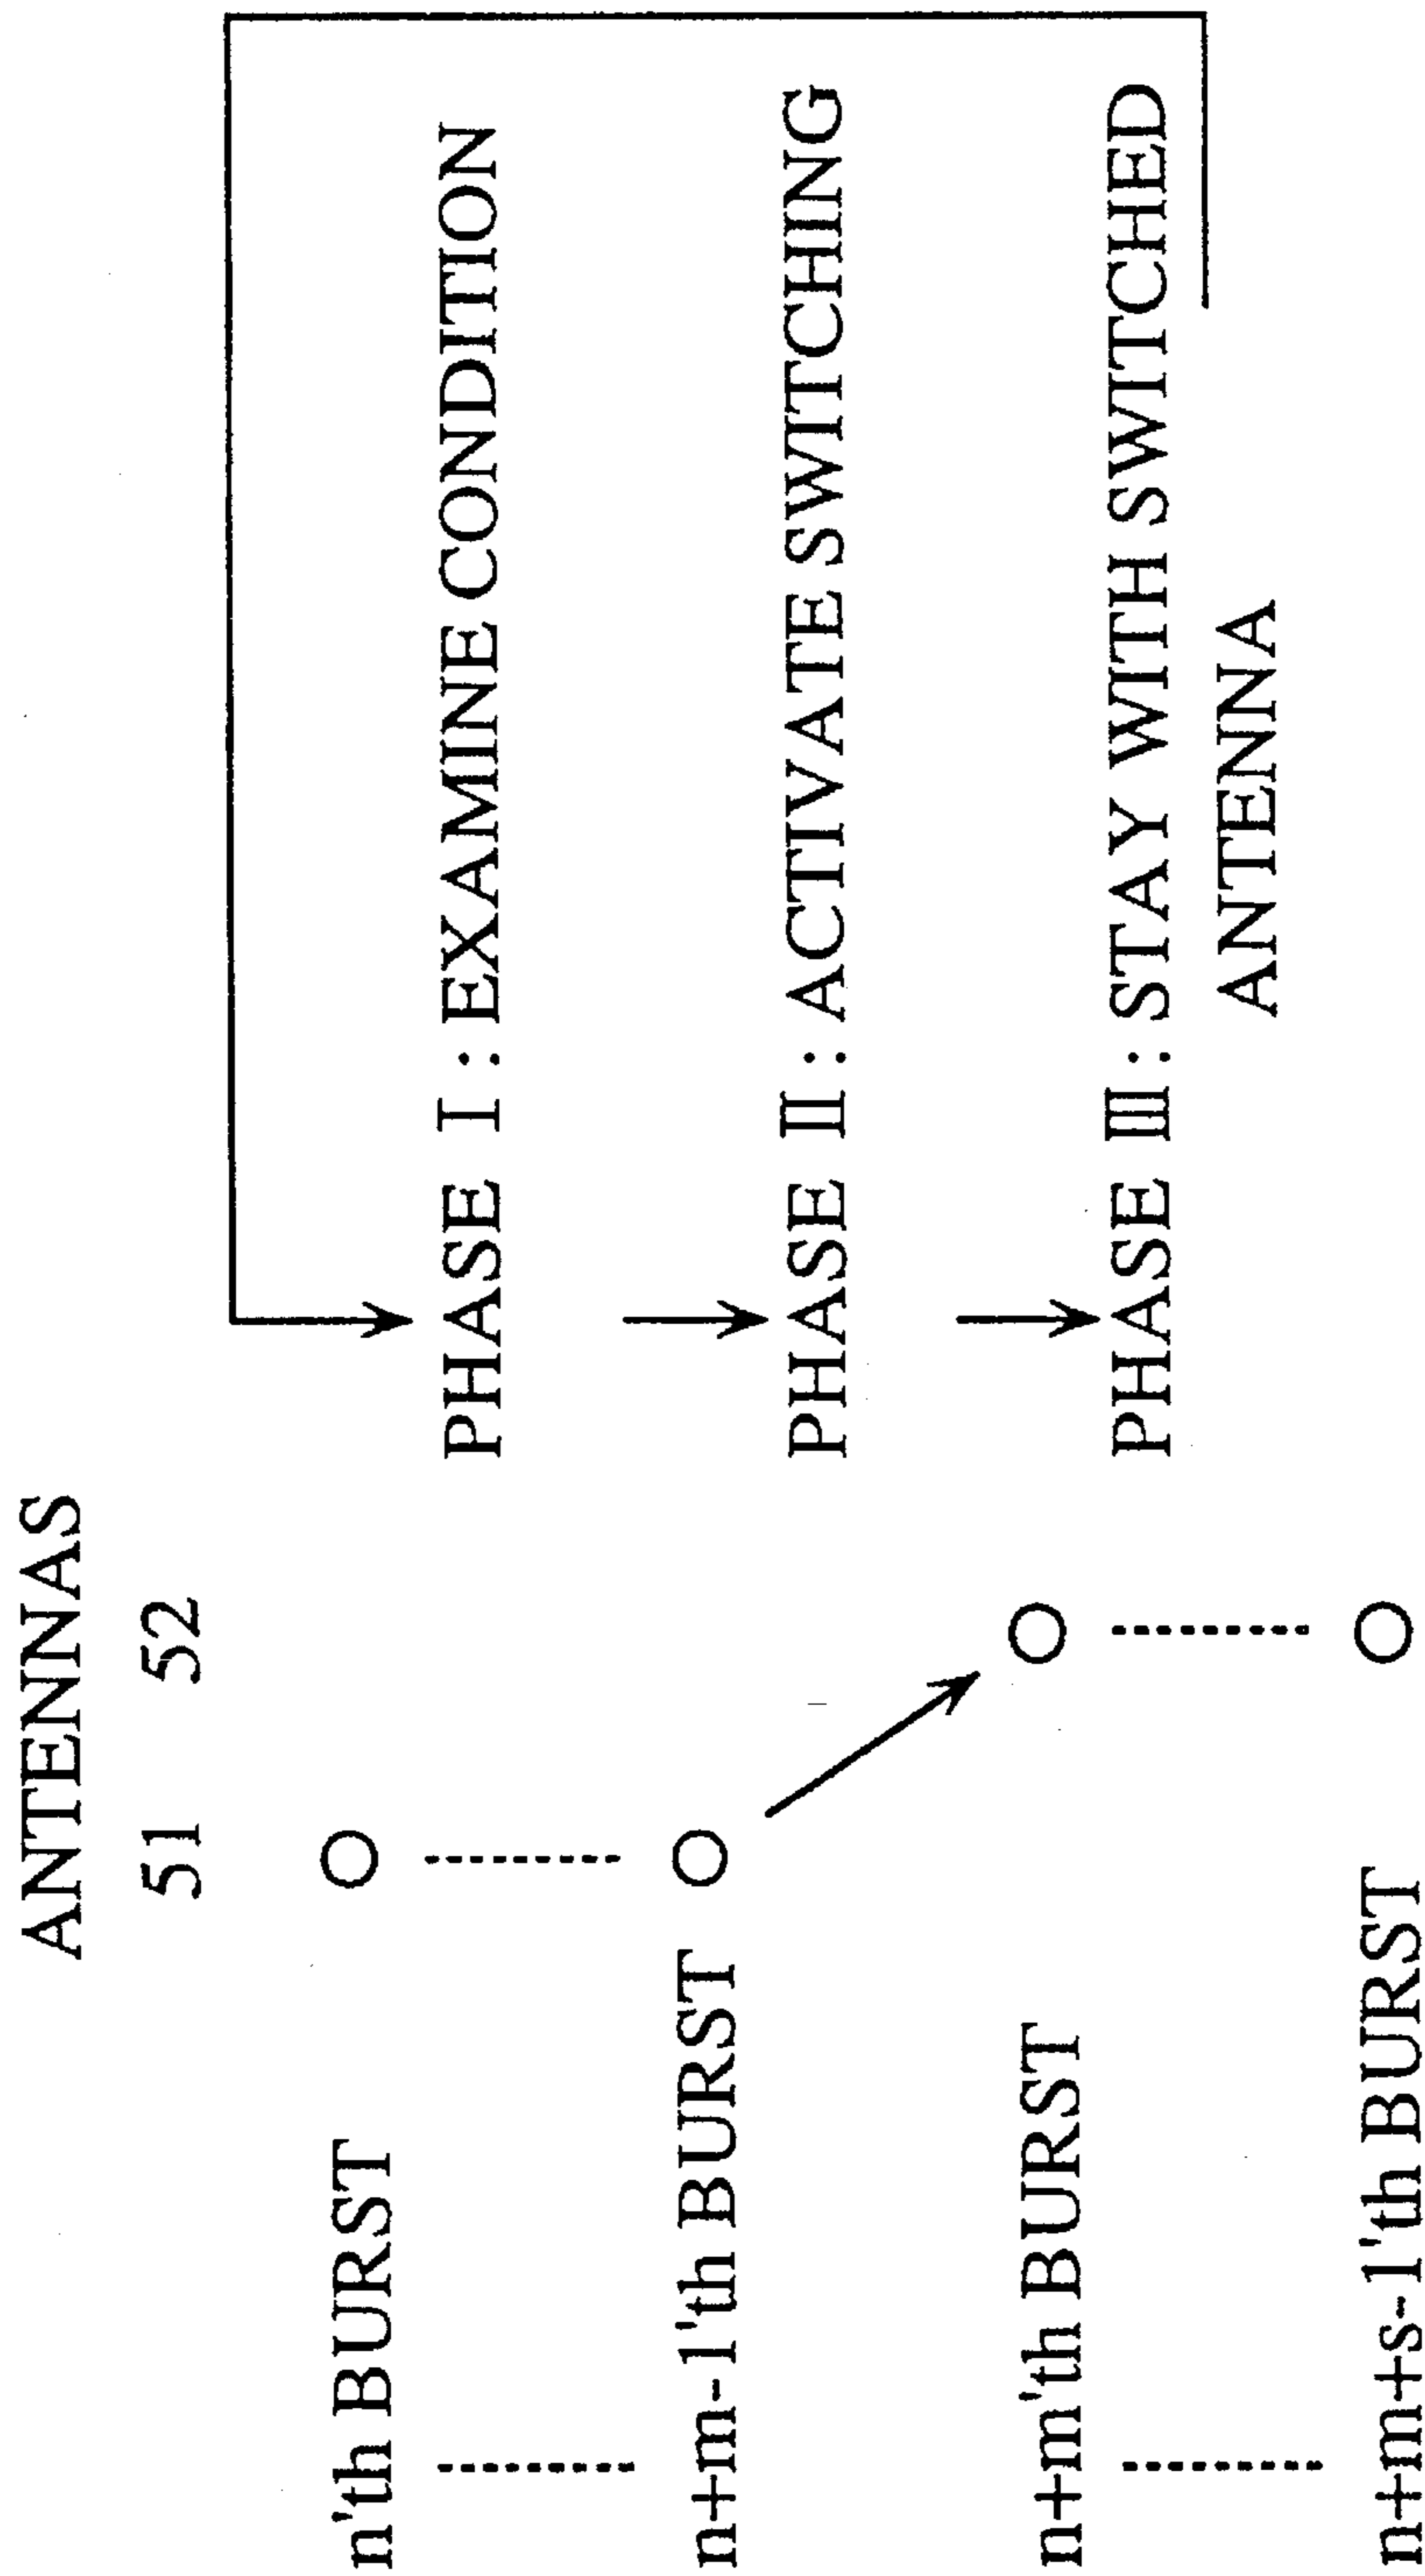 ANTENNAS
51 52
n'th BURST
PHASE I : EXAMINE CONDITION
n+m-1'th BURST
PHASE II : ACTIVATE SWITCHING
n+m'th BURST
PHASE III : STAY WITH SWITCHED
ANTENNA
n+m+s-1'th BURST